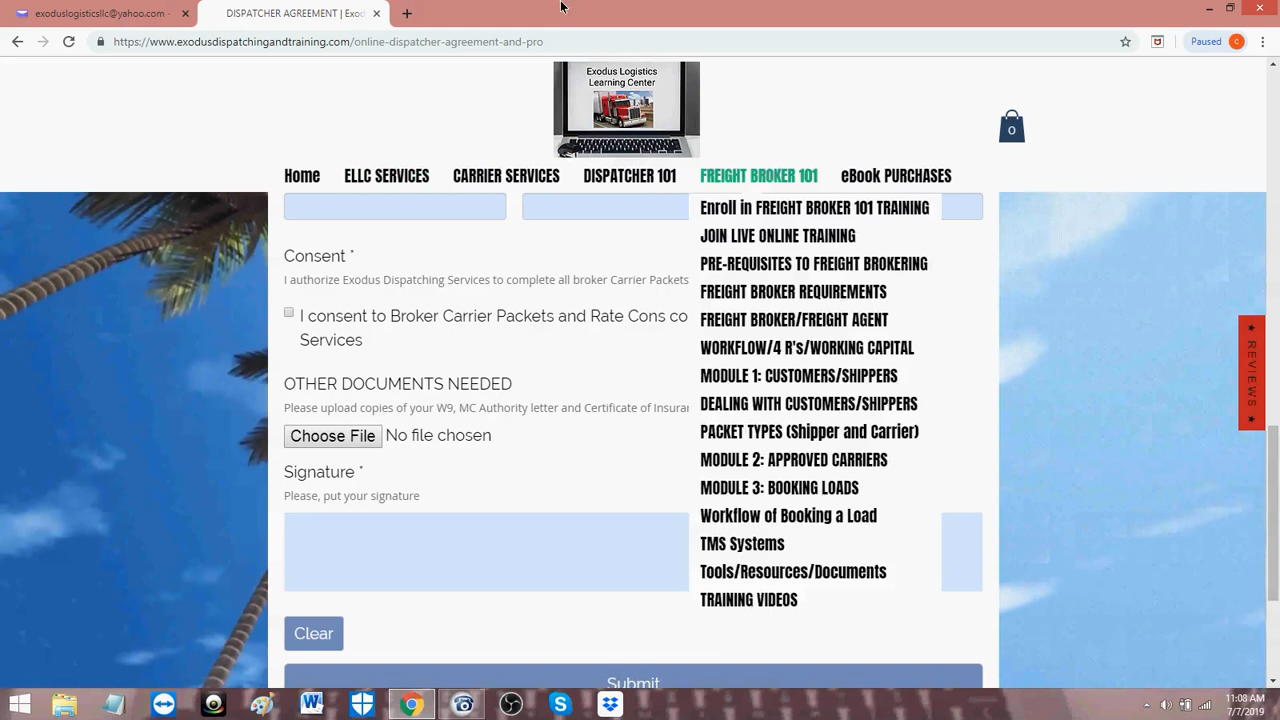 exoduslogisticsllc@yahoo.com -
DISPATCHER AGREEMENT | Exod
https://www.exodusdispatchingandtraining.com/online-dispatcher-agreement-and-pro
Paused
c
Exodus Logistics
Learning Center
0
Home ELLC SERVICES CARRIER SERVICES DISPATCHER 101 FREIGHT BROKER 101 eBook PURCHASES
Enroll in FREIGHT BROKER 101 TRAINING
JOIN LIVE ONLINE TRAINING
PRE-REQUISITES TO FREIGHT BROKERING
FREIGHT BROKER REQUIREMENTS
FREIGHT BROKER/FREIGHT AGENT
WORKFLOW/4 R's/WORKING CAPITAL
MODULE 1: CUSTOMERS/SHIPPERS
DEALING WITH CUSTOMERS/SHIPPERS
PACKET TYPES (Shipper and Carrier)
MODULE 2: APPROVED CARRIERS
MODULE 3: BOOKING LOADS
Workflow of Booking a Load
TMS Systems
Tools/Resources/Documents
TRAINING VIDEOS
Consent *
I authorize Exodus Dispatching Services to complete all broker Carrier Packets
I consent to Broker Carrier Packets and Rate Cons co
Services
OTHER DOCUMENTS NEEDED
Please upload copies of your W9, MC Authority letter and Certificate of Insuran
Choose File No file chosen
Signature *
Please, put your signature
Clear
Submit
★ REVIEWS ★
11:08 AM
7/7/2019